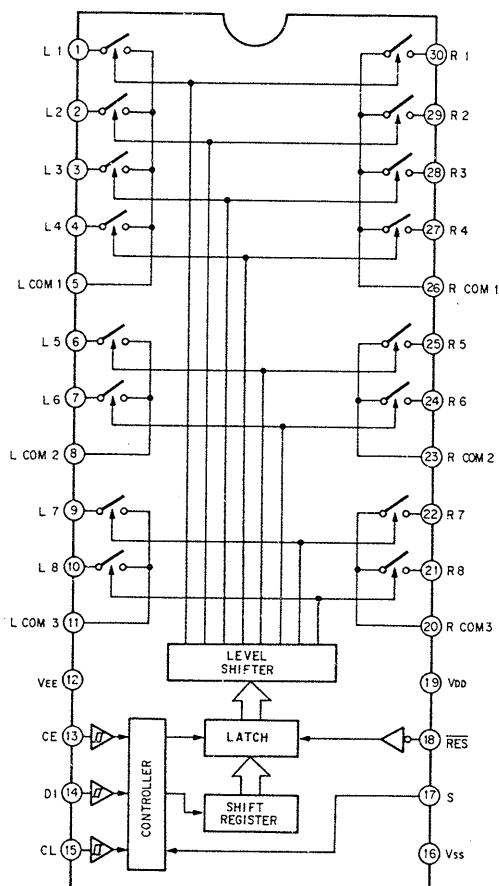 L 1 1 30 R 1
L 2 2 29 R 2
L 3 3 28 R 3
L 4 4 27 R 4
L COM 1 5 26 R COM 1
L 5 6 25 R 5
L 6 7 24 R 6
L COM 2 8 23 R COM 2
L 7 9 22 R 7
L 8 10 21 R 8
L COM 3 11 20 R COM3
LEVEL
SHIFTER
VEE 12 19 VDD
CE 13 LATCH 18 RES
DI 14 CONTROLLER SHIFT
REGISTER 17 S
CL 15 16 Vss